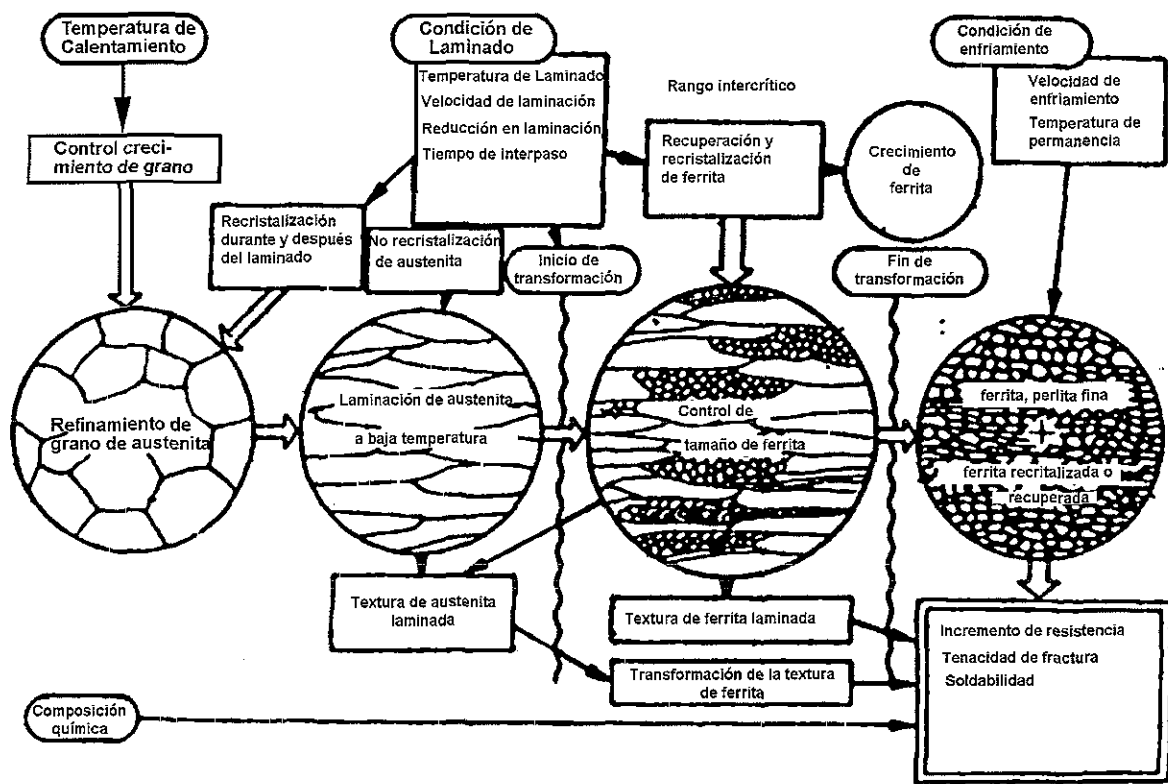 Temperatura de
Calentamiento
Control creci-
miento de grano
Condición de
Laminado
Temperatura de Laminado
Velocidad de laminación
Reducción en laminación
Tiempo de interpaso
Rango intercrítico
Recuperación y
recristalización
de ferrita
Crecimiento
de
ferrita
Condición de
enfriamiento
Velocidad de
enfriamiento
Temperatura de
permanencia
Recristalización
durante y después
del laminado
No recristalización
de austenita
Inicio de
transformación
Fin de
transformación
Refinamiento de
grano de austenita
Laminación de austenita
a baja temperatura
Control de
tamaño de ferrita
ferrita, perlita fina
+
ferrita recritalizada o
recuperada
Textura de austenita
laminada
Textura de ferrita laminada
Transformación de la textura
de ferrita
Incremento de resistencia
Tenacidad de fractura
Soldabilidad
Composición
química